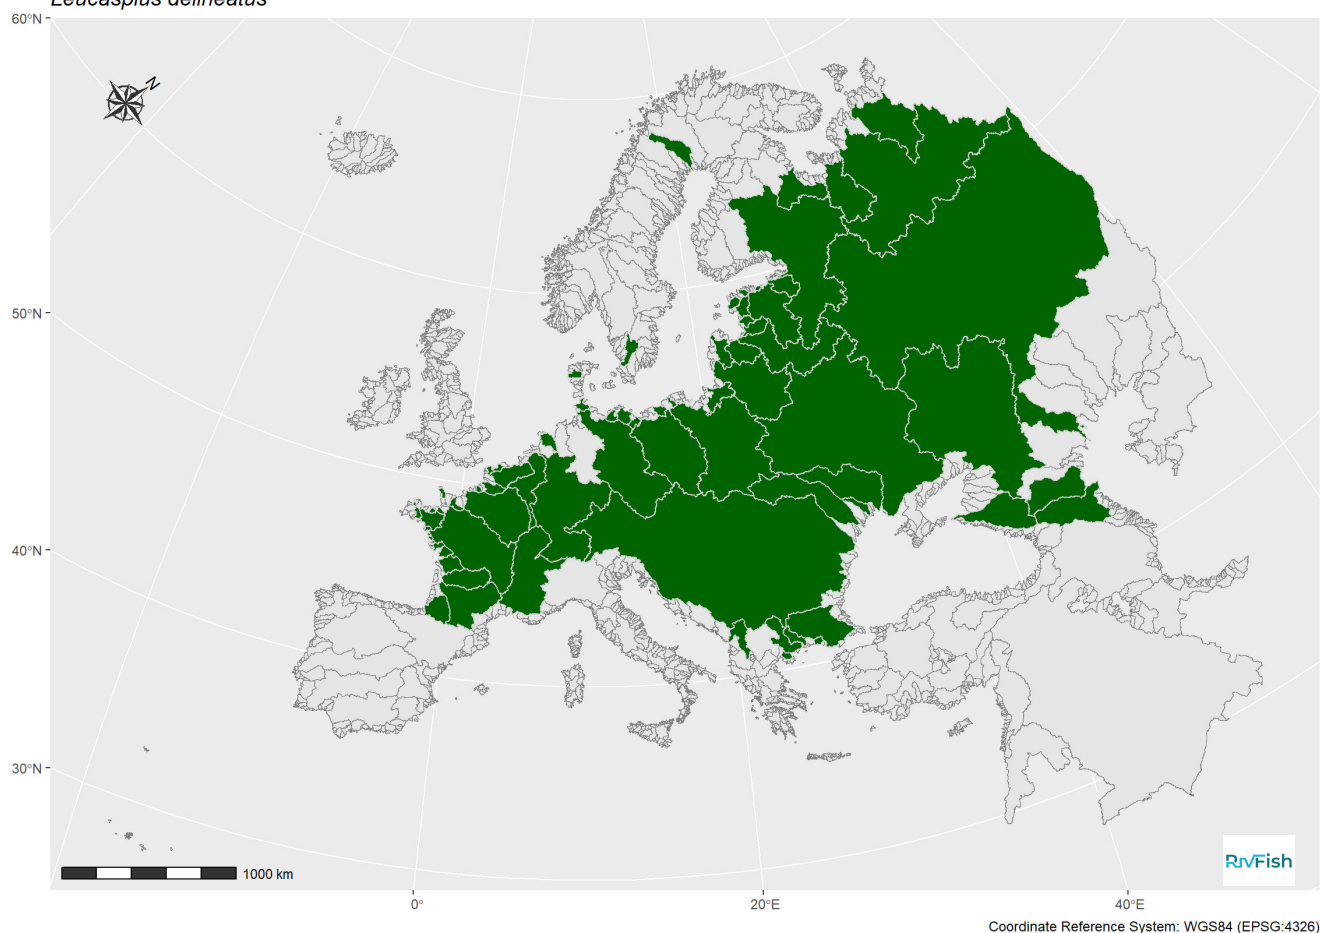 Leucaspius delineatus
60°N
N
50°N
40°N
30°N
1000 km
RIVFish
0°
20°E
40°E
Coordinate Reference System: WGS84 (EPSG:4326)